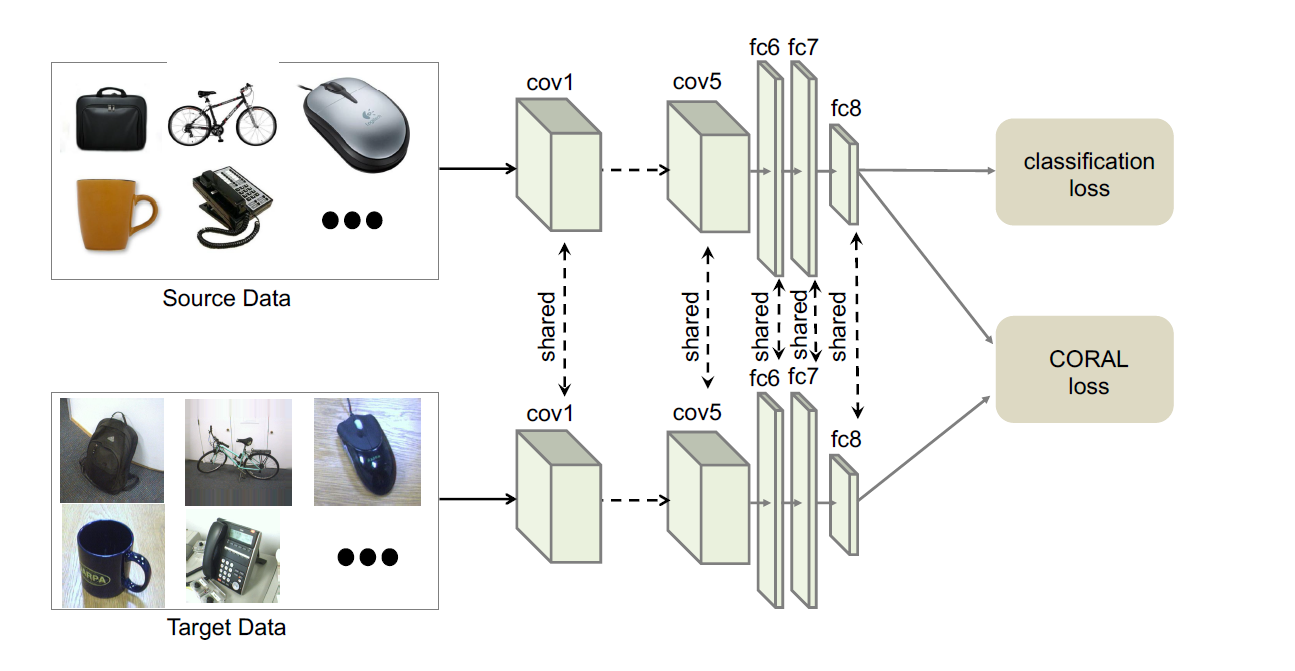 fc6 fc7
cov1
cov5
fc8
classification
loss
Source Data
shared
shared
shared
shared
shared
CORAL
loss
fc6 fc7
cov1
cov5
fc8
ARPA
Target Data